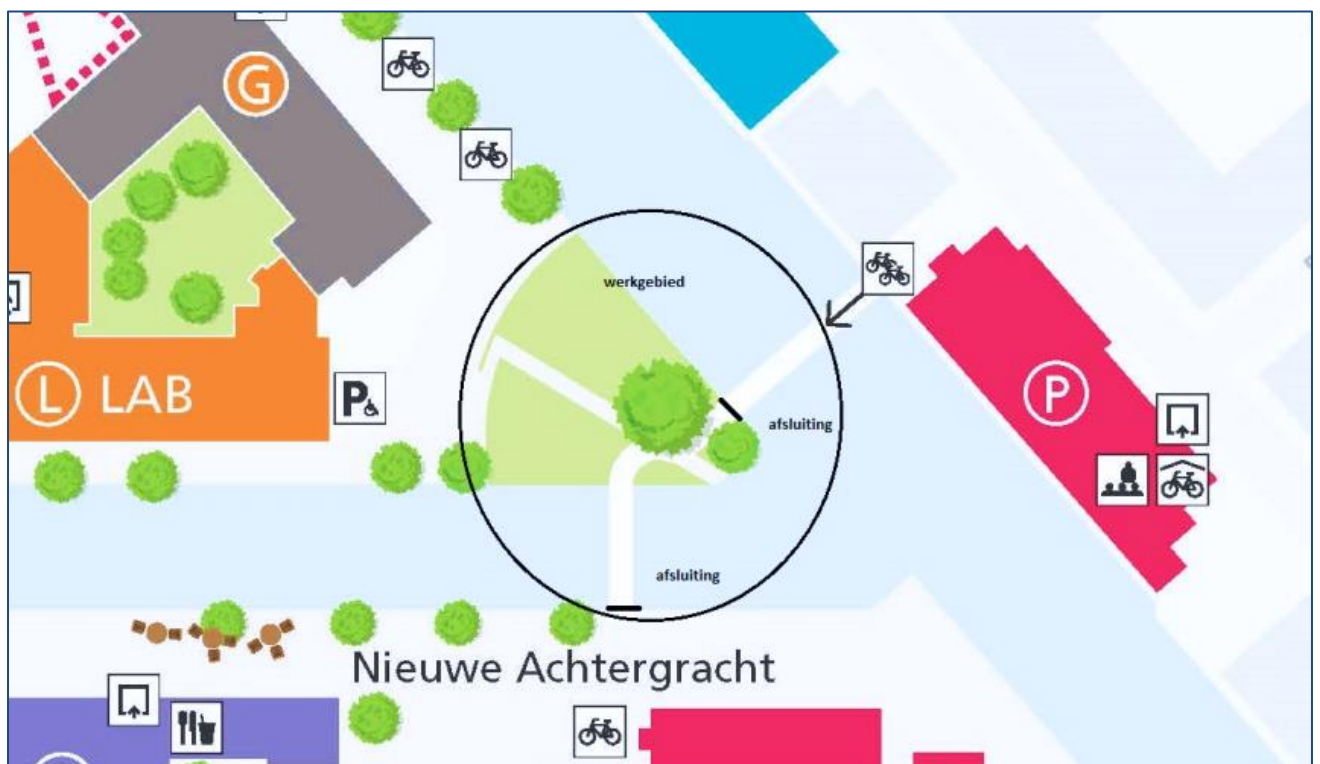 G
werkgebied
L LAB
P
P
afsluiting
afsluiting
Nieuwe Achtergracht